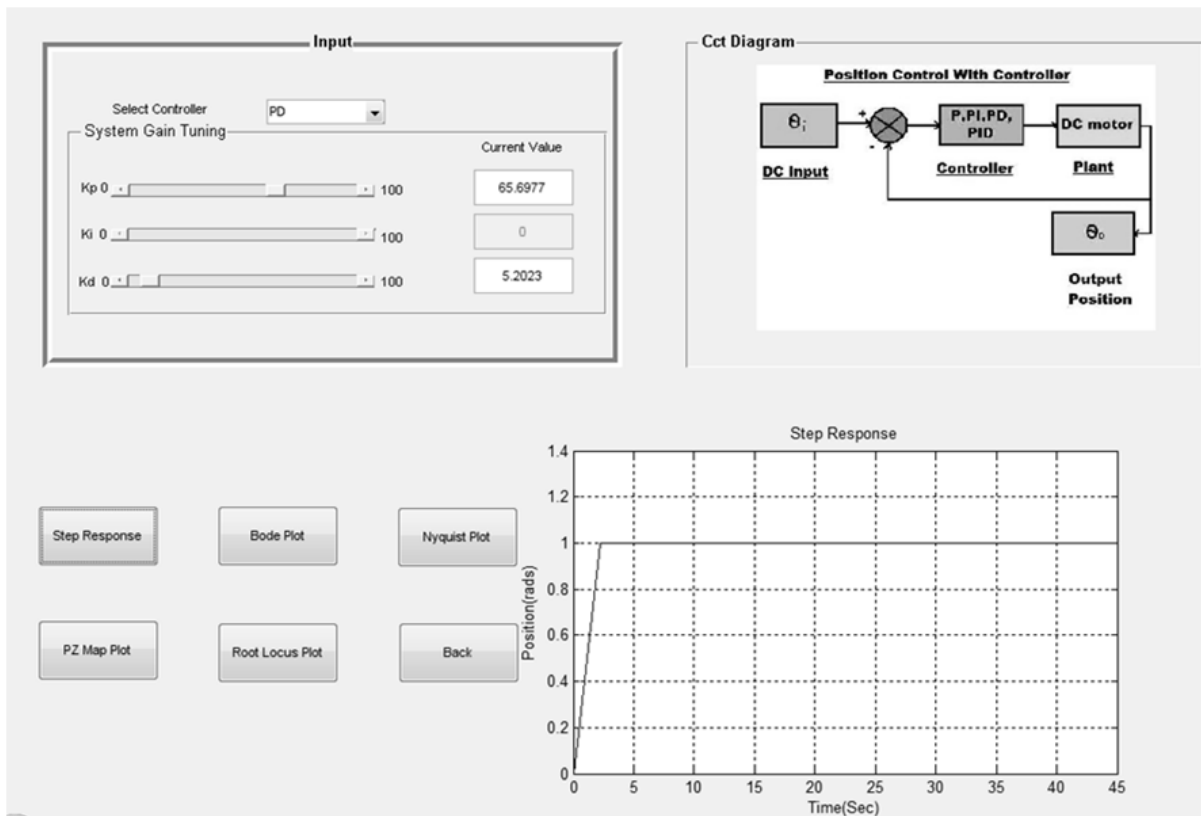 Input
Select Controller
PD
System Gain Tuning
Current Value
Kp 0
100
65.6977
Ki 0
100
0
Kd 0
100
5.2023
Cct Diagram
Position Control With Controller
Θi
+
-
P,PI,PD,
PID
DC motor
DC Input
Controller
Plant
Θo
Output
Position
Step Response
Bode Plot
Nyquist Plot
PZ Map Plot
Root Locus Plot
Back
Step Response
Position(rads)
1.4
1.2
1
0.8
0.6
0.4
0.2
0
0 5 10 15 20 25 30 35 40 45
Time(Sec)